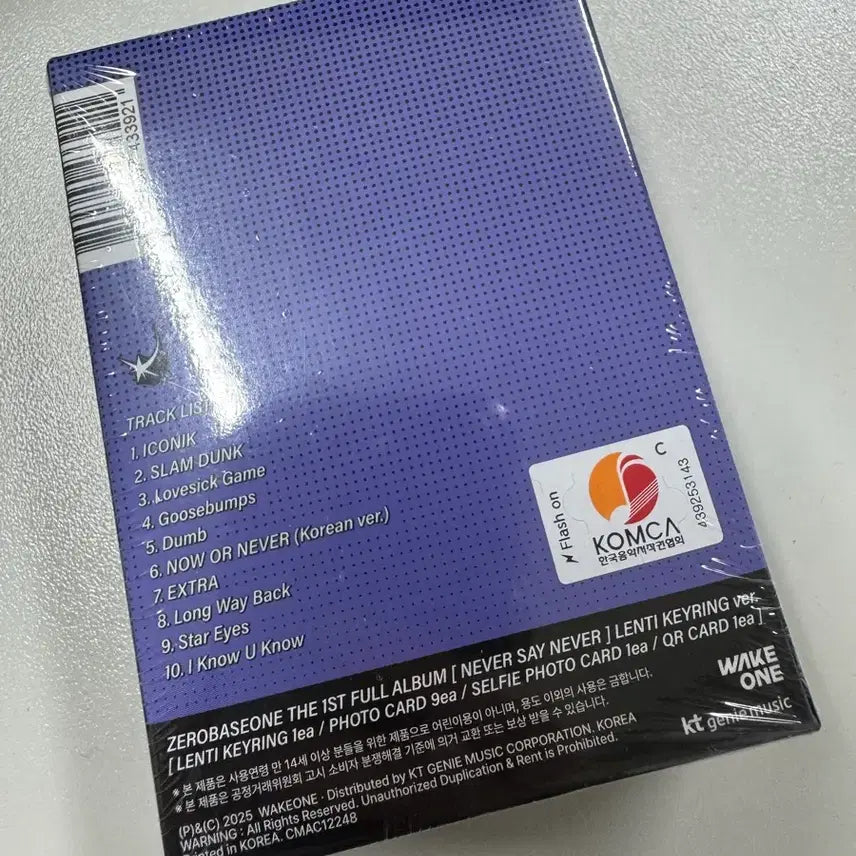 33921
TRACK LIST
1. ICONIK
2. SLAM DUNK
3. Lovesick Game
4. Goosebumps
5. Dumb
6. NOW OR NEVER (Korean ver.)
7. EXTRA
8. Long Way Back
9. Star Eyes
10. I Know U Know
Flash on
C
KOMCA
한국음악저작권협회
39253143
ZEROBASEONE THE 1ST FULL ALBUM [ NEVER SAY NEVER ] LENTI KEYRING ver.
[ LENTI KEYRING 1ea / PHOTO CARD 9ea / SELFIE PHOTO CARD 1ea / QR CARD 1ea ]
※ 본 제품은 사용연령 만 14세 이상 분들을 위한 제품으로 어린이용이 아니며, 용도 이외의 사용은 금합니다.
※ 본 제품은 공정거래위원회 고시 소비자 분쟁해결 기준에 의거 교환 또는 보상 받을 수 있습니다.
(P)&(C) 2025 WAKEONE · Distributed by KT GENIE MUSIC CORPORATION. KOREA
WARNING : All Rights Reserved. Unauthorized Duplication & Rent is Prohibited.
Printed in KOREA. CMAC12248
WAKE
ONE
kt genie music